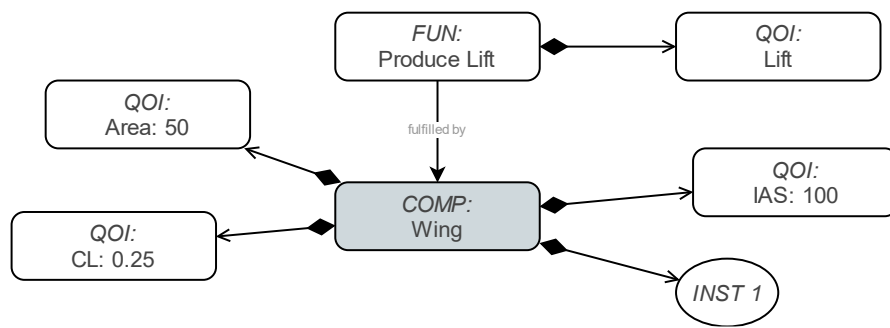 FUN:
Produce Lift
QOI:
Lift
QOI:
Area: 50
fulfilled by
QOI:
IAS: 100
COMP:
Wing
QOI:
CL: 0.25
INST 1